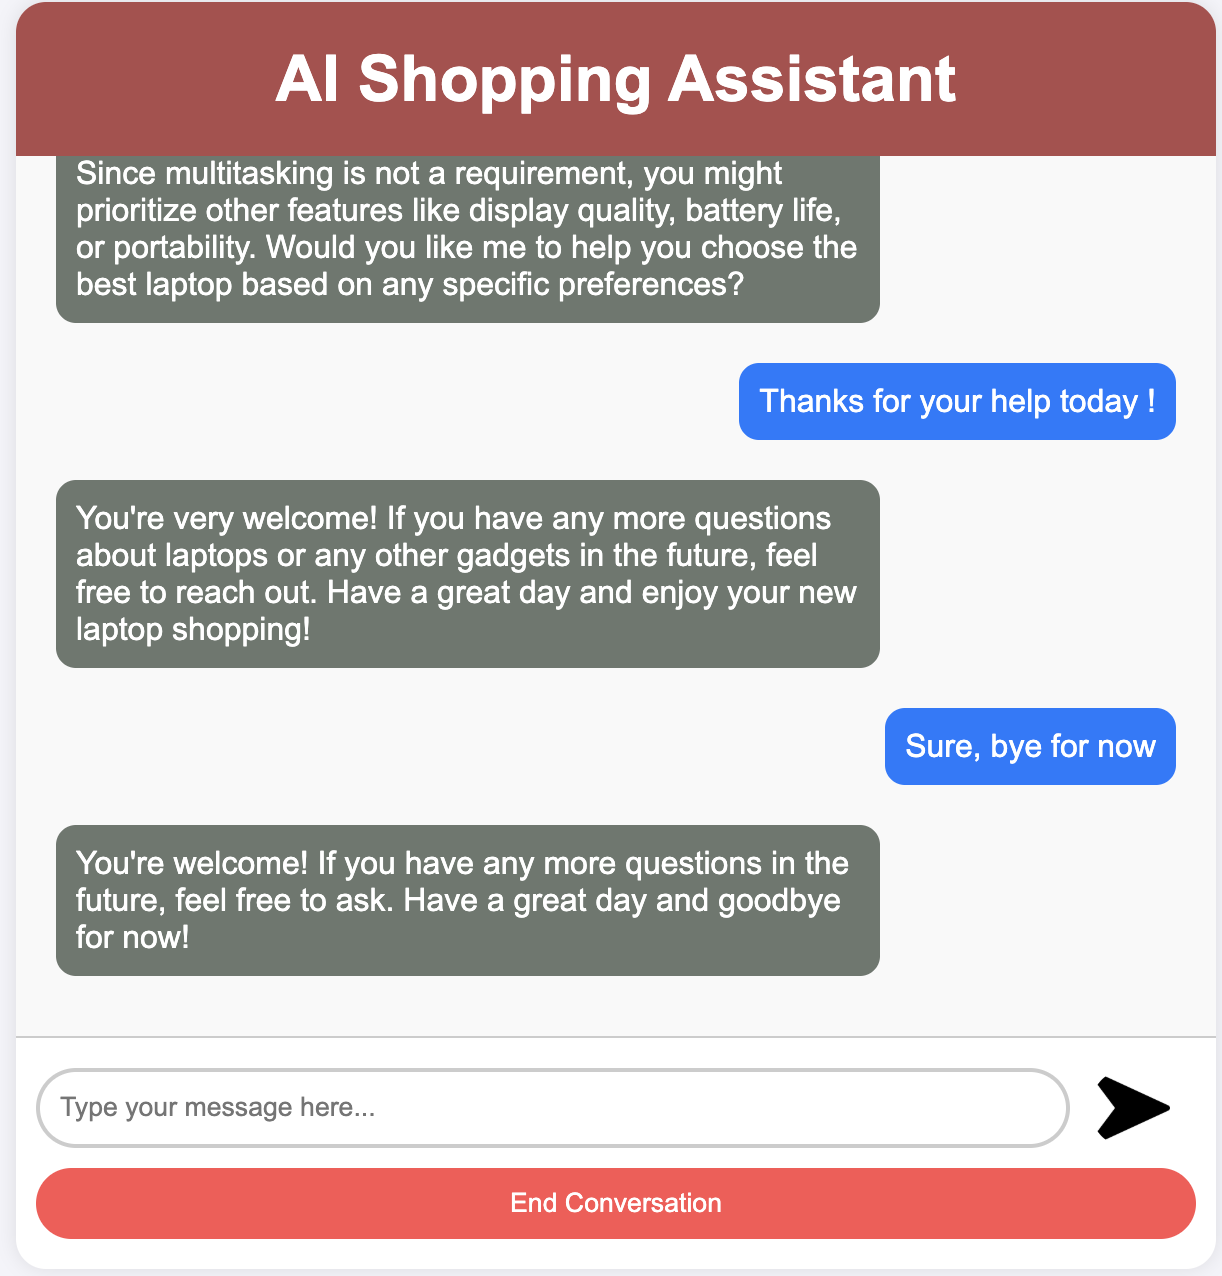 AI Shopping Assistant
Since multitasking is not a requirement, you might
prioritize other features like display quality, battery life,
or portability. Would you like me to help you choose the
best laptop based on any specific preferences?
Thanks for your help today !
You're very welcome! If you have any more questions
about laptops or any other gadgets in the future, feel
free to reach out. Have a great day and enjoy your new
laptop shopping!
Sure, bye for now
You're welcome! If you have any more questions in the
future, feel free to ask. Have a great day and goodbye
for now!
Type your message here...
End Conversation